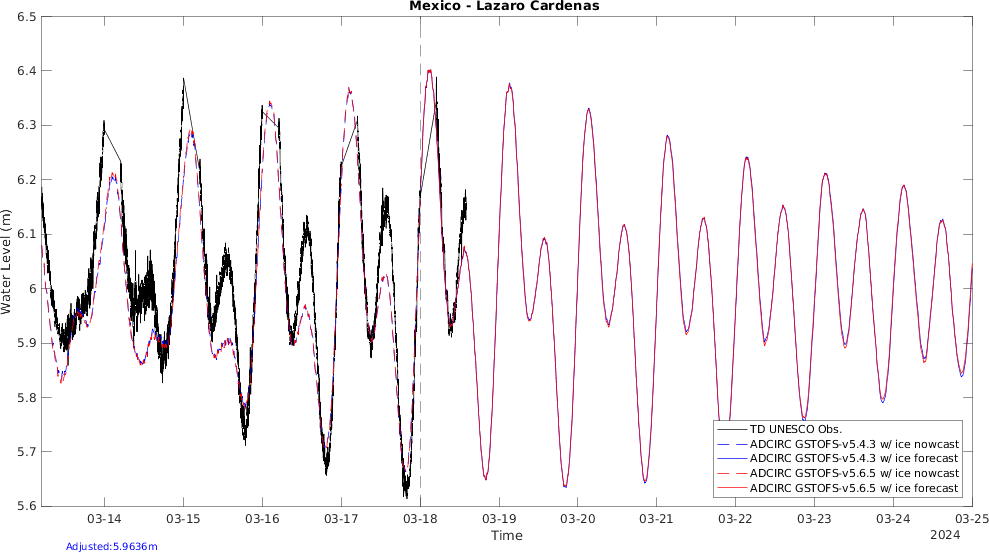 Mexico - Lazaro Cardenas
Water Level (m)
6.5
6.4
6.3
6.2
6.1
6
5.9
5.8
5.7
5.6
TD UNESCO Obs.
ADCIRC GSTOFS-v5.4.3 w/ ice nowcast
ADCIRC GSTOFS-v5.4.3 w/ ice forecast
ADCIRC GSTOFS-v5.6.5 w/ ice nowcast
ADCIRC GSTOFS-v5.6.5 w/ ice forecast
03-14 03-15 03-16 03-17 03-18 03-19 03-20 03-21 03-22 03-23 03-24 03-25
Time
2024
Adjusted:5.9636m